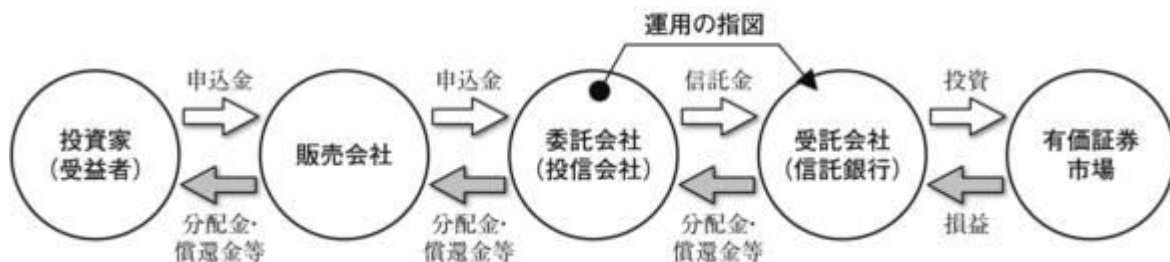 運用の指図
申込金
申込金
信託金
投資
投資家
(受益者)
販売会社
委託会社
(投信会社)
受託会社
(信託銀行)
有価証券
市場
分配金・
償還金等
分配金・
償還金等
分配金・
償還金等
損益